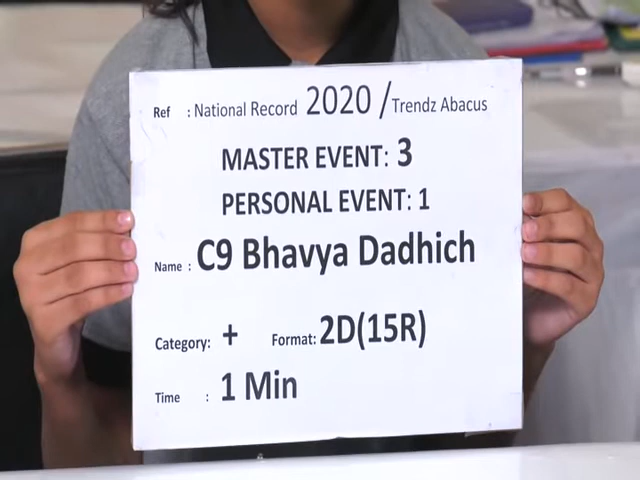 Ref : National Record 2020 /Trendz Abacus
MASTER EVENT: 3
PERSONAL EVENT: 1
Name : C9 Bhavya Dadhich
Category: + Format: 2D(15R)
Time : 1 Min